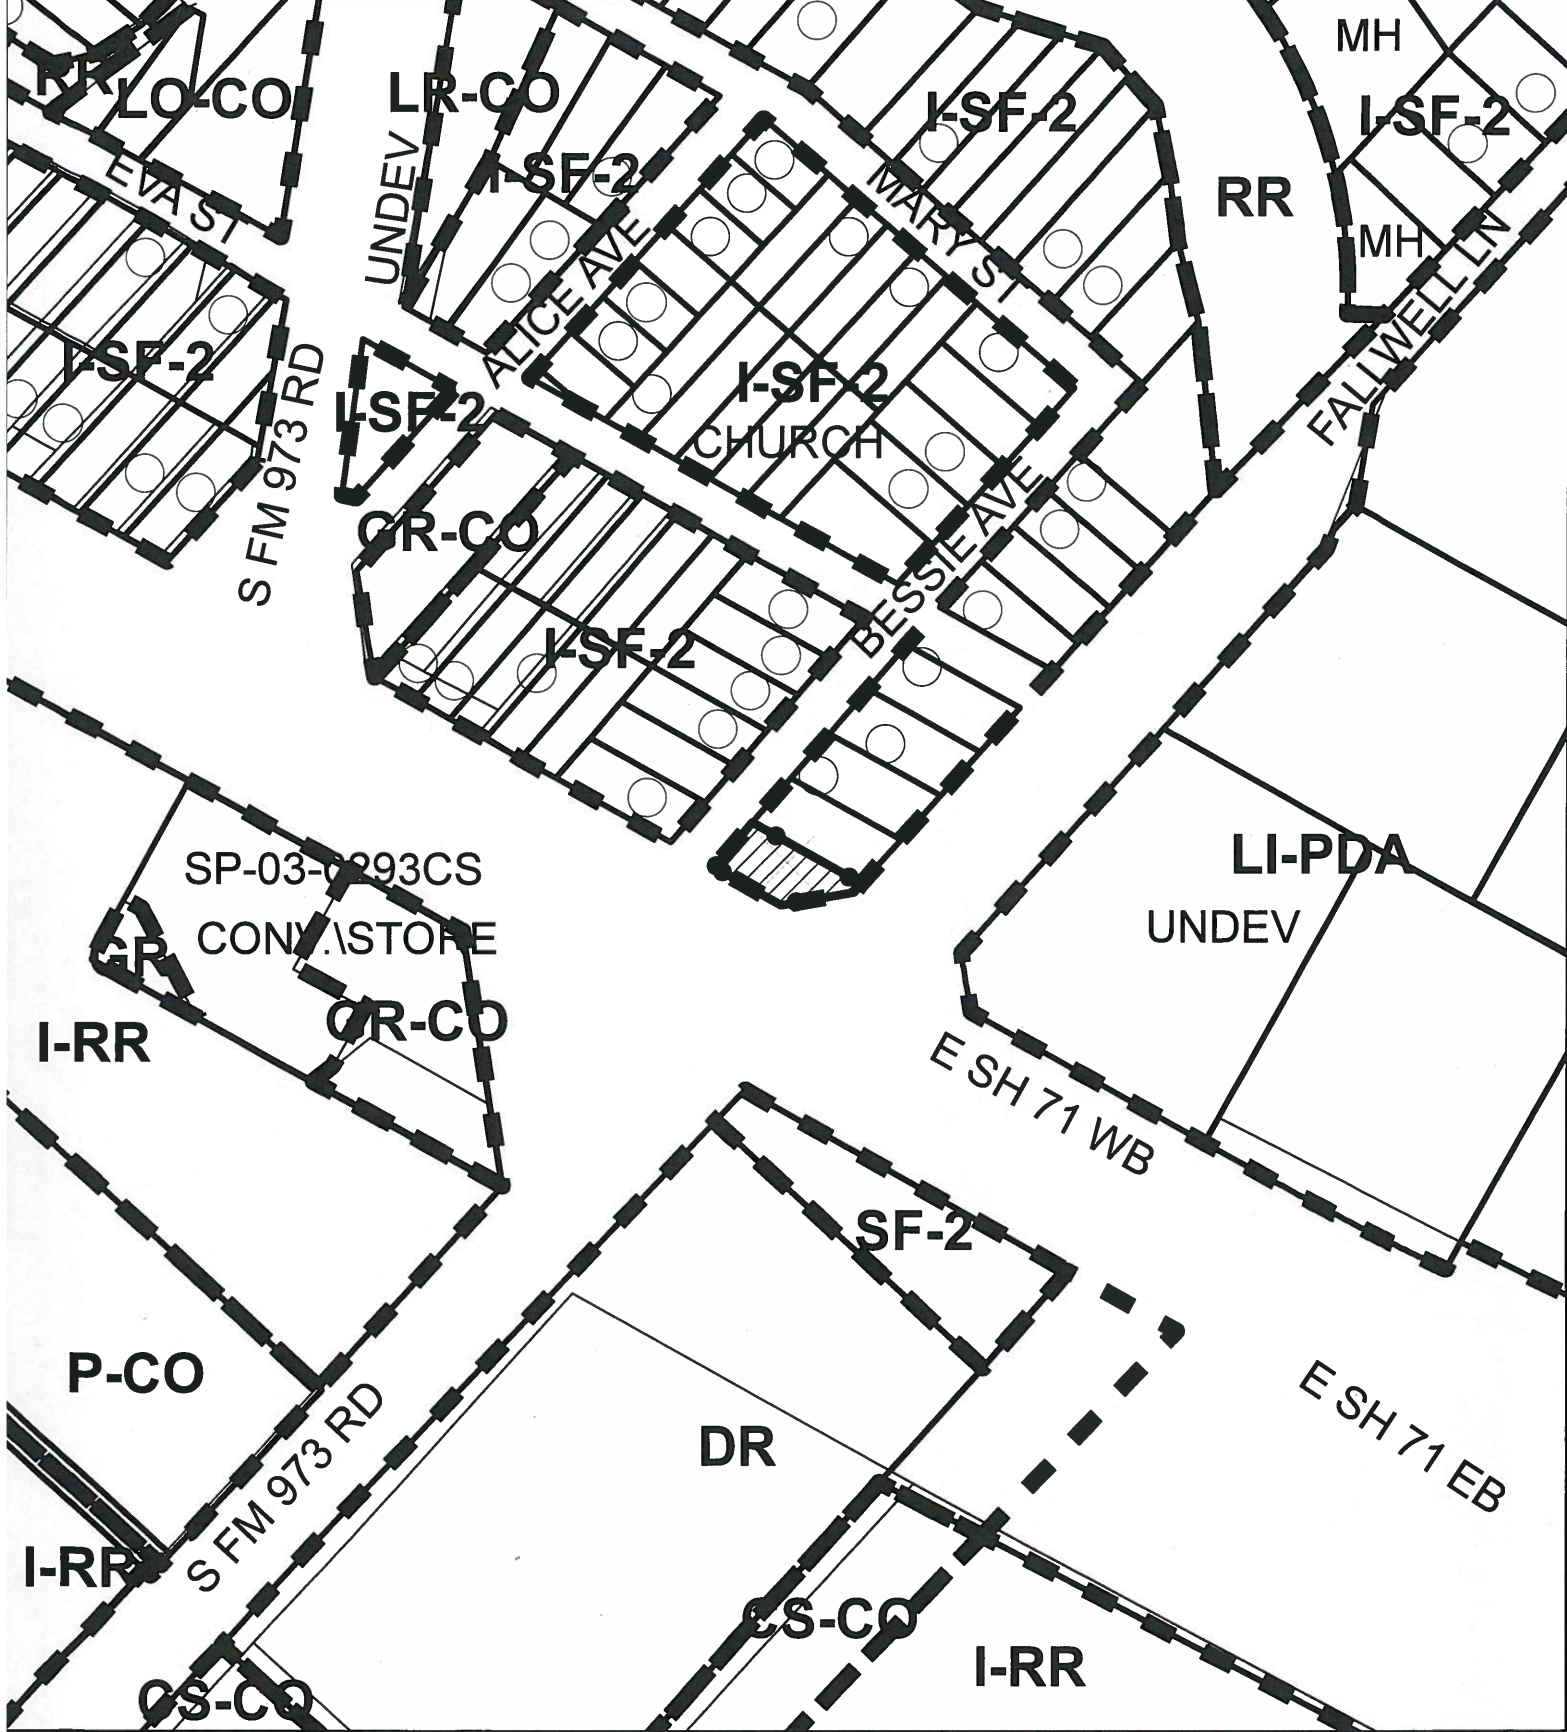 MH
RR
LO-CO
LR-CO
I-SF-2
I-SF-2
EVA ST
UNDEV
I-SF-2
MARY ST
RR
MH
FALLWELL LN
ALICE AVE
I-SF-2
S FM 973 RD
I-SF-2
I-SF-2
CHURCH
GR-CO
BESSIE AVE
I-SF-2
SP-03-0293CS
CONV.\STORE
LI-PDA
UNDEV
GR
GR-CO
I-RR
E SH 71 WB
SF-2
P-CO
S FM 973 RD
DR
E SH 71 EB
I-RR
CS-CO
I-RR
CS-CO